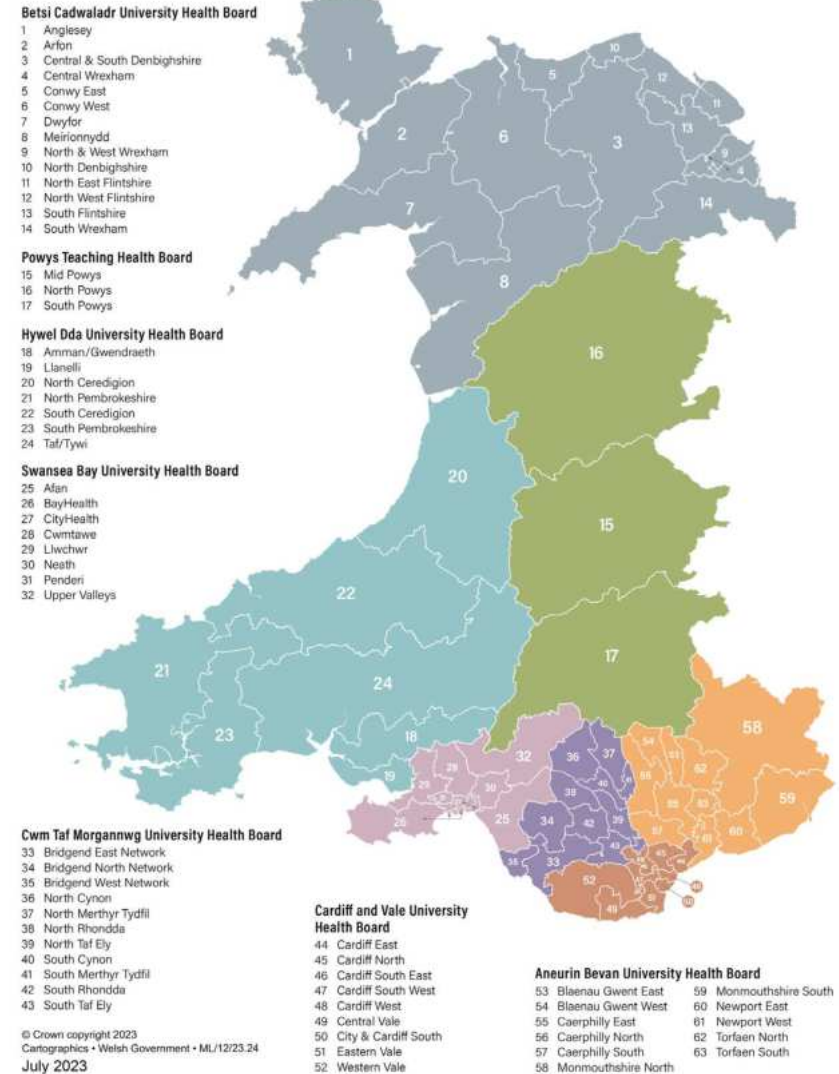 Betsi Cadwaladr University Health Board
1 Anglesey
2 Arfon
3 Central & South Denbighshire
4 Central Wrexham
5 Conwy East
6 Conwy West
7 Dwyfor
8 Meirionnydd
9 North & West Wrexham
10 North Denbighshire
11 North East Flintshire
12 North West Flintshire
13 South Flintshire
14 South Wrexham
Powys Teaching Health Board
15 Mid Powys
16 North Powys
17 South Powys
Hywel Dda University Health Board
18 Amman/Gwendraeth
19 Llanelli
20 North Ceredigion
21 North Pembrokeshire
22 South Ceredigion
23 South Pembrokeshire
24 Taf/Tywi
Swansea Bay University Health Board
25 Afan
26 BayHealth
27 CityHealth
28 Cwmtawe
29 Llwchwr
30 Neath
31 Penderi
32 Upper Valleys
1
10
5
12
11
2
6
3
13
9
4
7
14
8
16
20
15
22
21
24
17
23
18
19
58
32
36
37
54
62
59
28
30
38
40
26
25
34
42
39
57
60
61
35
33
43
52
49
Cwm Taf Morgannwg University Health Board
33 Bridgend East Network
34 Bridgend North Network
35 Bridgend West Network
36 North Cynon
37 North Merthyr Tydfil
38 North Rhondda
39 North Taf Ely
40 South Cynon
41 South Merthyr Tydfil
42 South Rhondda
43 South Taf Ely
© Crown copyright 2023
Cartographics • Welsh Government • ML/12/23.24
July 2023
Cardiff and Vale University
Health Board
44 Cardiff East
45 Cardiff North
46 Cardiff South East
47 Cardiff South West
48 Cardiff West
49 Central Vale
50 City & Cardiff South
51 Eastern Vale
52 Western Vale
Aneurin Bevan University Health Board
53 Blaenau Gwent East
54 Blaenau Gwent West
55 Caerphilly East
56 Caerphilly North
57 Caerphilly South
58 Monmouthshire North
59 Monmouthshire South
60 Newport East
61 Newport West
62 Torfaen North
63 Torfaen South